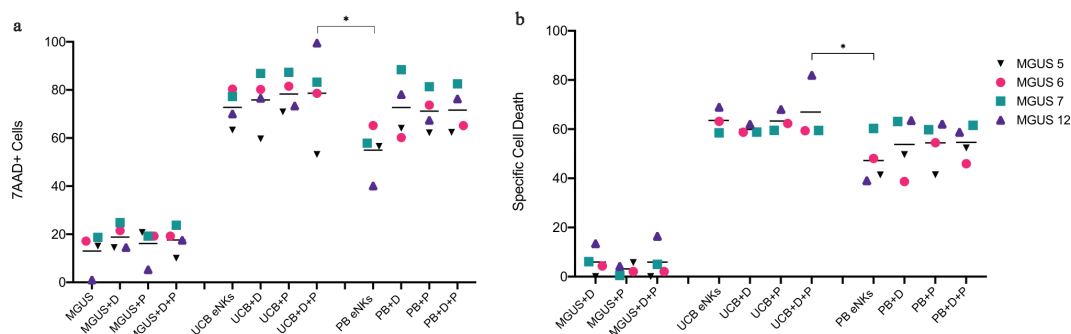 a
7AAD+ Cells
100
80
60
40
20
0
*
MGUS
MGUS+D
MGUS+P
MGUS+D+P
UCB eNKs
UCB+D
UCB+P
UCB+D+P
PB eNKs
PB+D
PB+P
PB+D+P
b
Specific Cell Death
100
80
60
40
20
0
*
MGUS+D
MGUS+P
MGUS+D+P
UCB eNKs
UCB+D
UCB+P
UCB+D+P
PB eNKs
PB+D
PB+P
PB+D+P
MGUS 5
MGUS 6
MGUS 7
MGUS 12